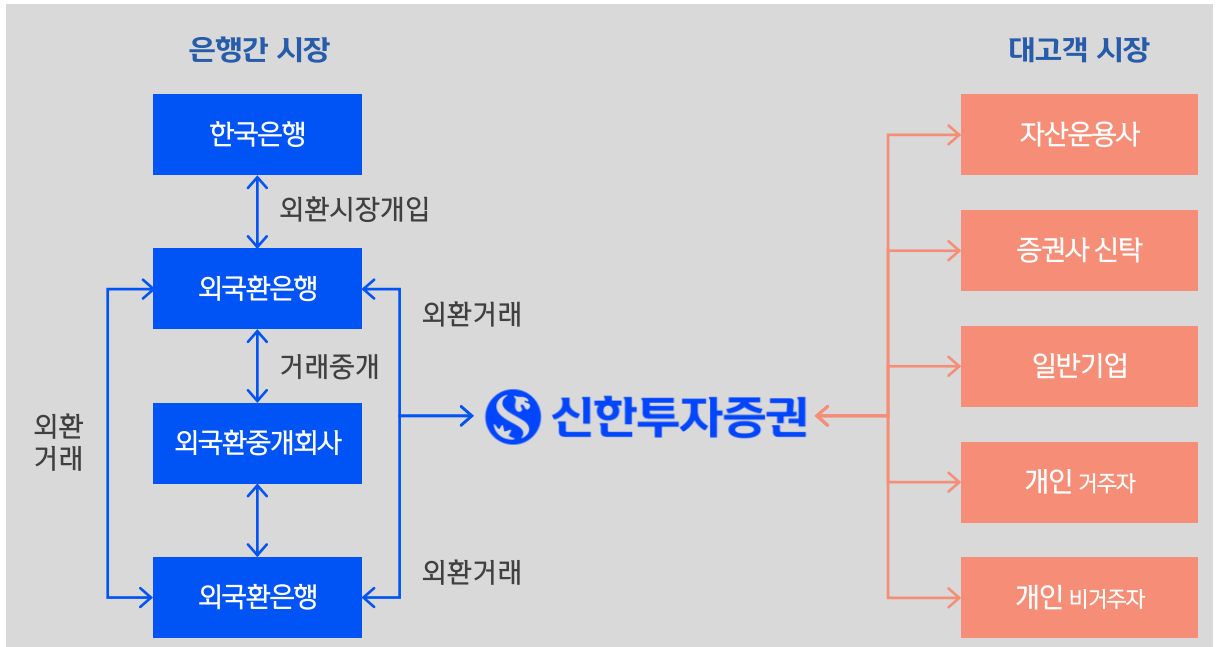 은행간 시장
한국은행
외환시장개입
외국환은행
외환거래
거래중개
외국환중개회사
외환
거래
외국환은행
외환거래
신한투자증권
대고객 시장
자산운용사
증권사 신탁
일반기업
개인 거주자
개인 비거주자